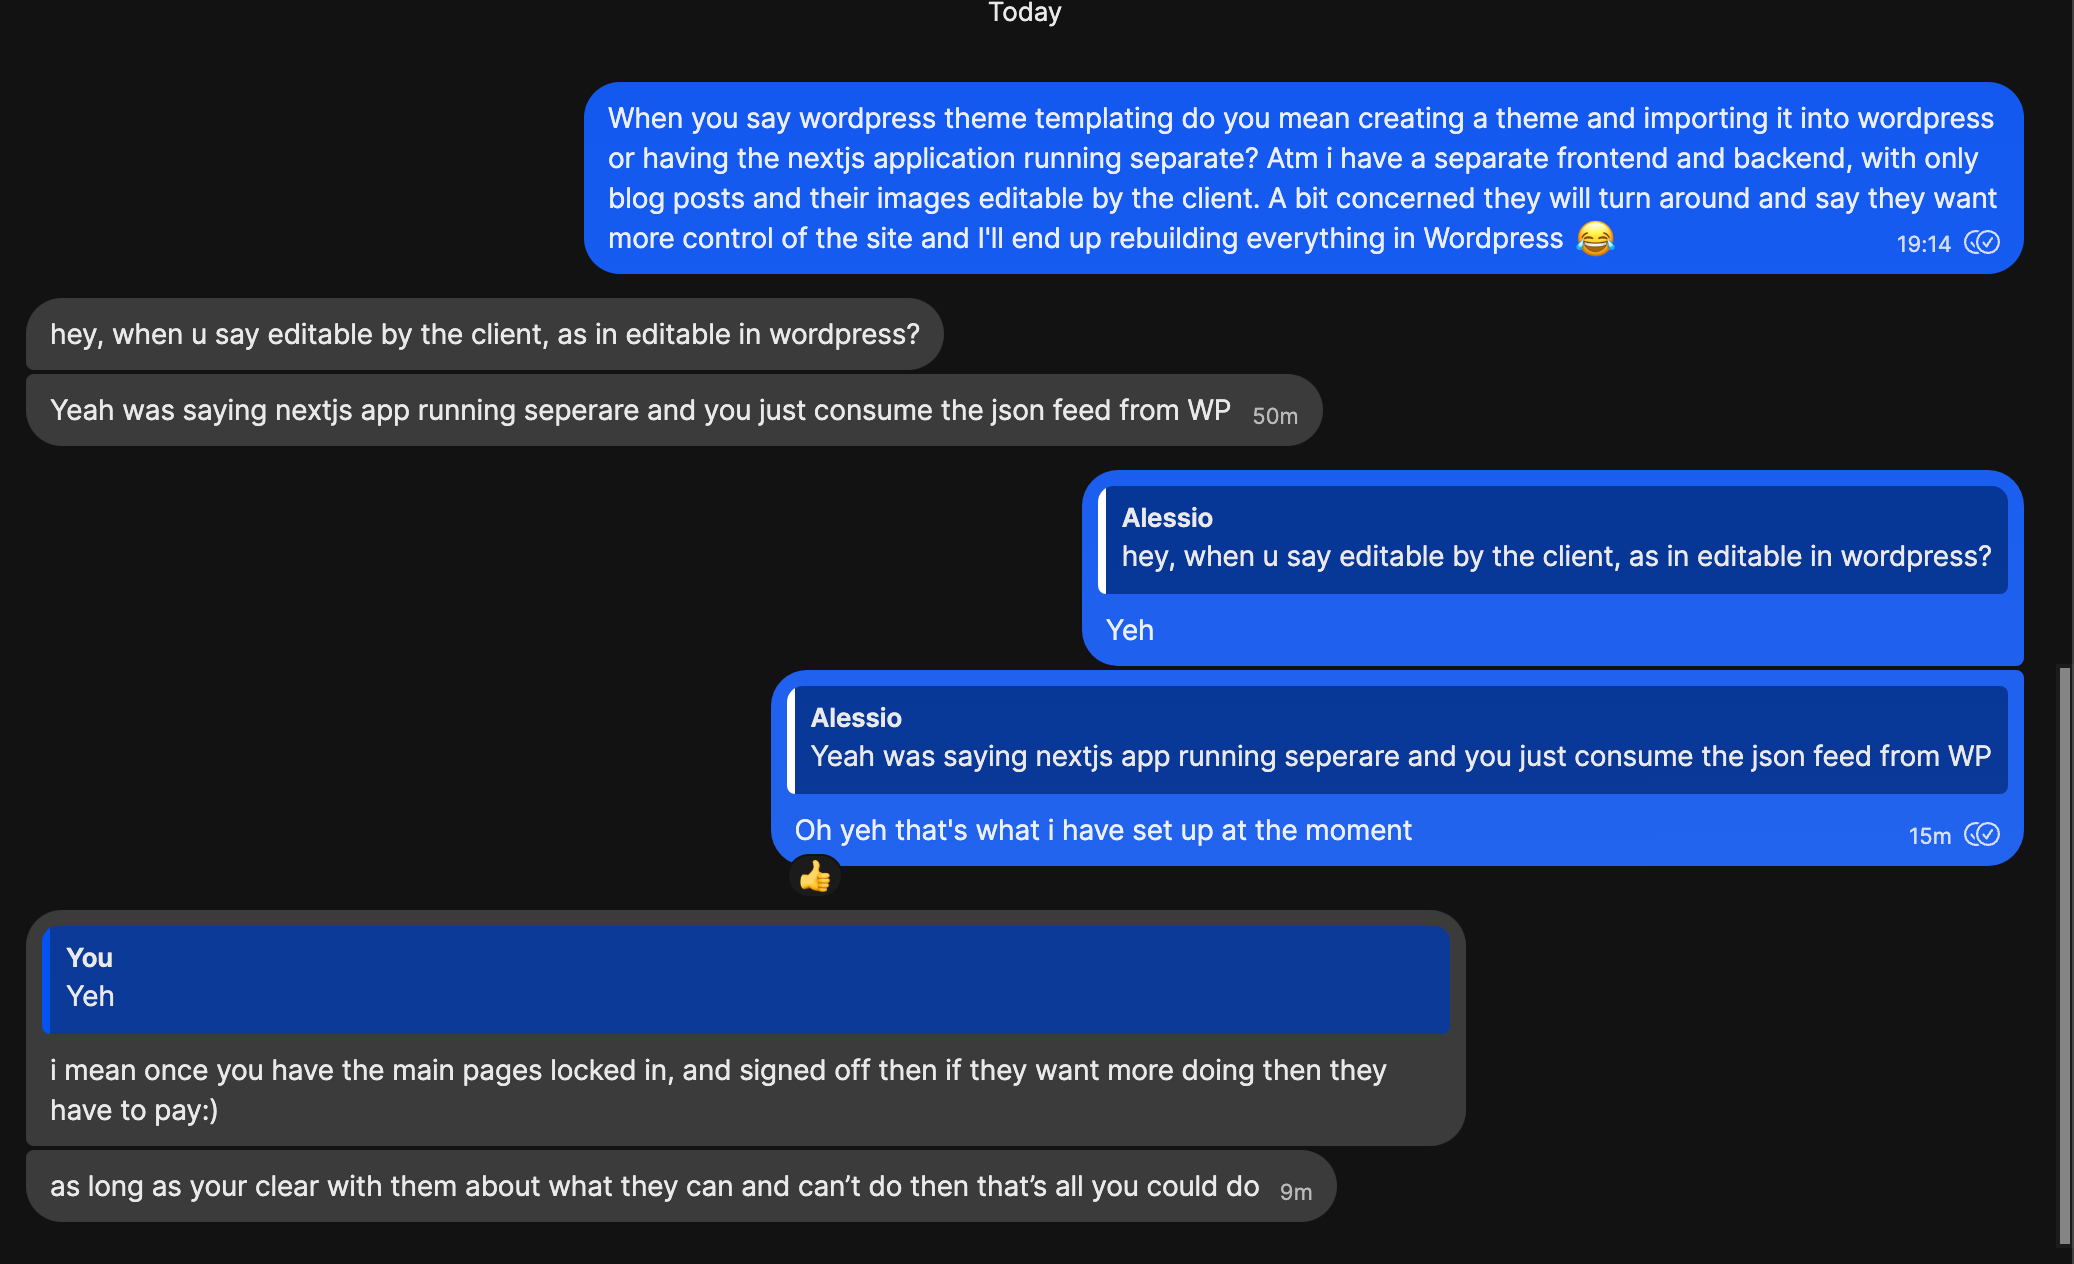 Today
When you say wordpress theme templating do you mean creating a theme and importing it into wordpress
or having the nextjs application running separate? Atm i have a separate frontend and backend, with only
blog posts and their images editable by the client. A bit concerned they will turn around and say they want
more control of the site and I'll end up rebuilding everything in Wordpress 😂
19:14
hey, when u say editable by the client, as in editable in wordpress?
Yeah was saying nextjs app running seperare and you just consume the json feed from WP
50m
Alessio
hey, when u say editable by the client, as in editable in wordpress?
Yeh
Alessio
Yeah was saying nextjs app running seperare and you just consume the json feed from WP
Oh yeh that's what i have set up at the moment
15m
👍
You
Yeh
i mean once you have the main pages locked in, and signed off then if they want more doing then they
have to pay:)
as long as your clear with them about what they can and can’t do then that’s all you could do
9m